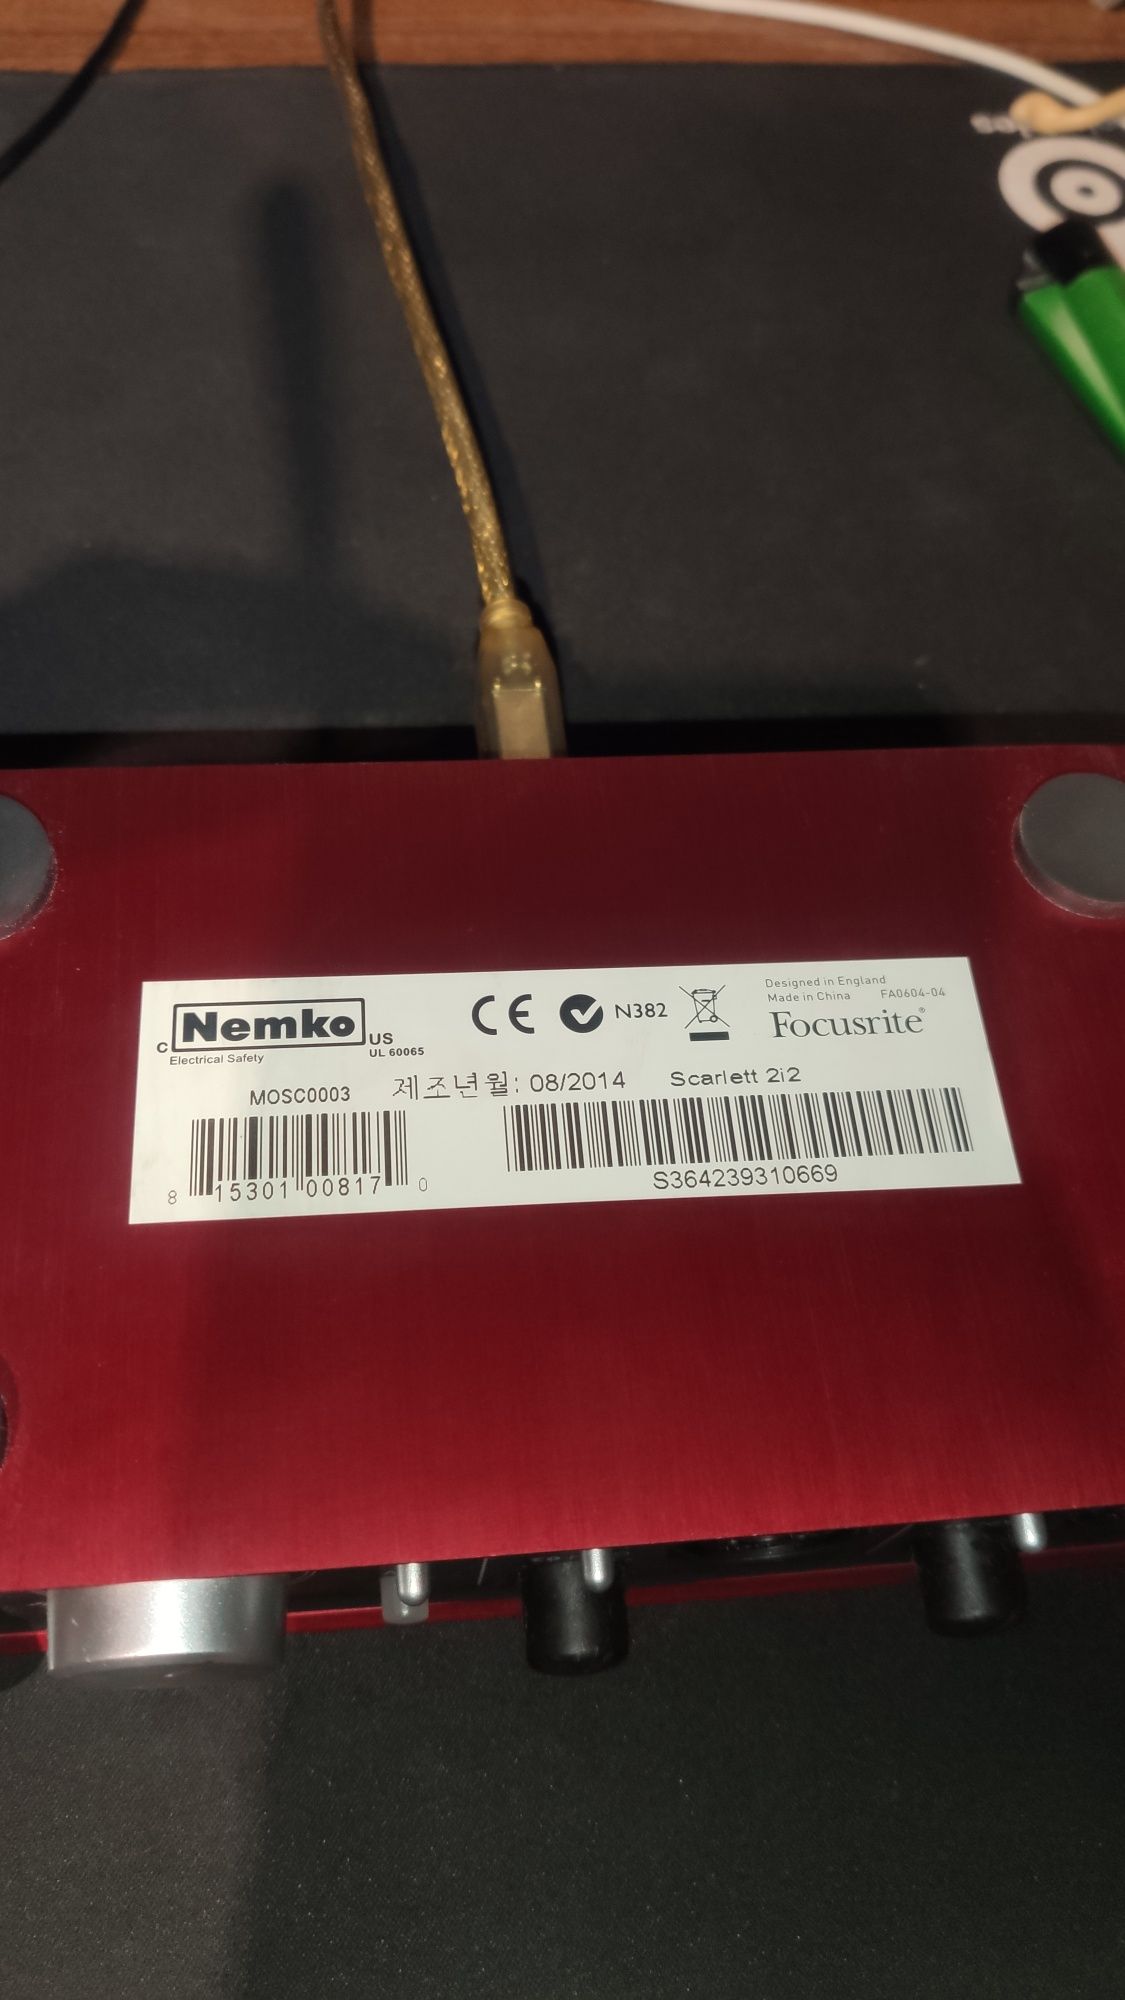 c Nemko US
Electrical Safety UL 60065
CE N382
Designed in England
Made in China FA0604-04
Focusrite®
MOSC0003
제조년월: 08/2014
Scarlett 2i2
8 15301 00817 0
S364239310669